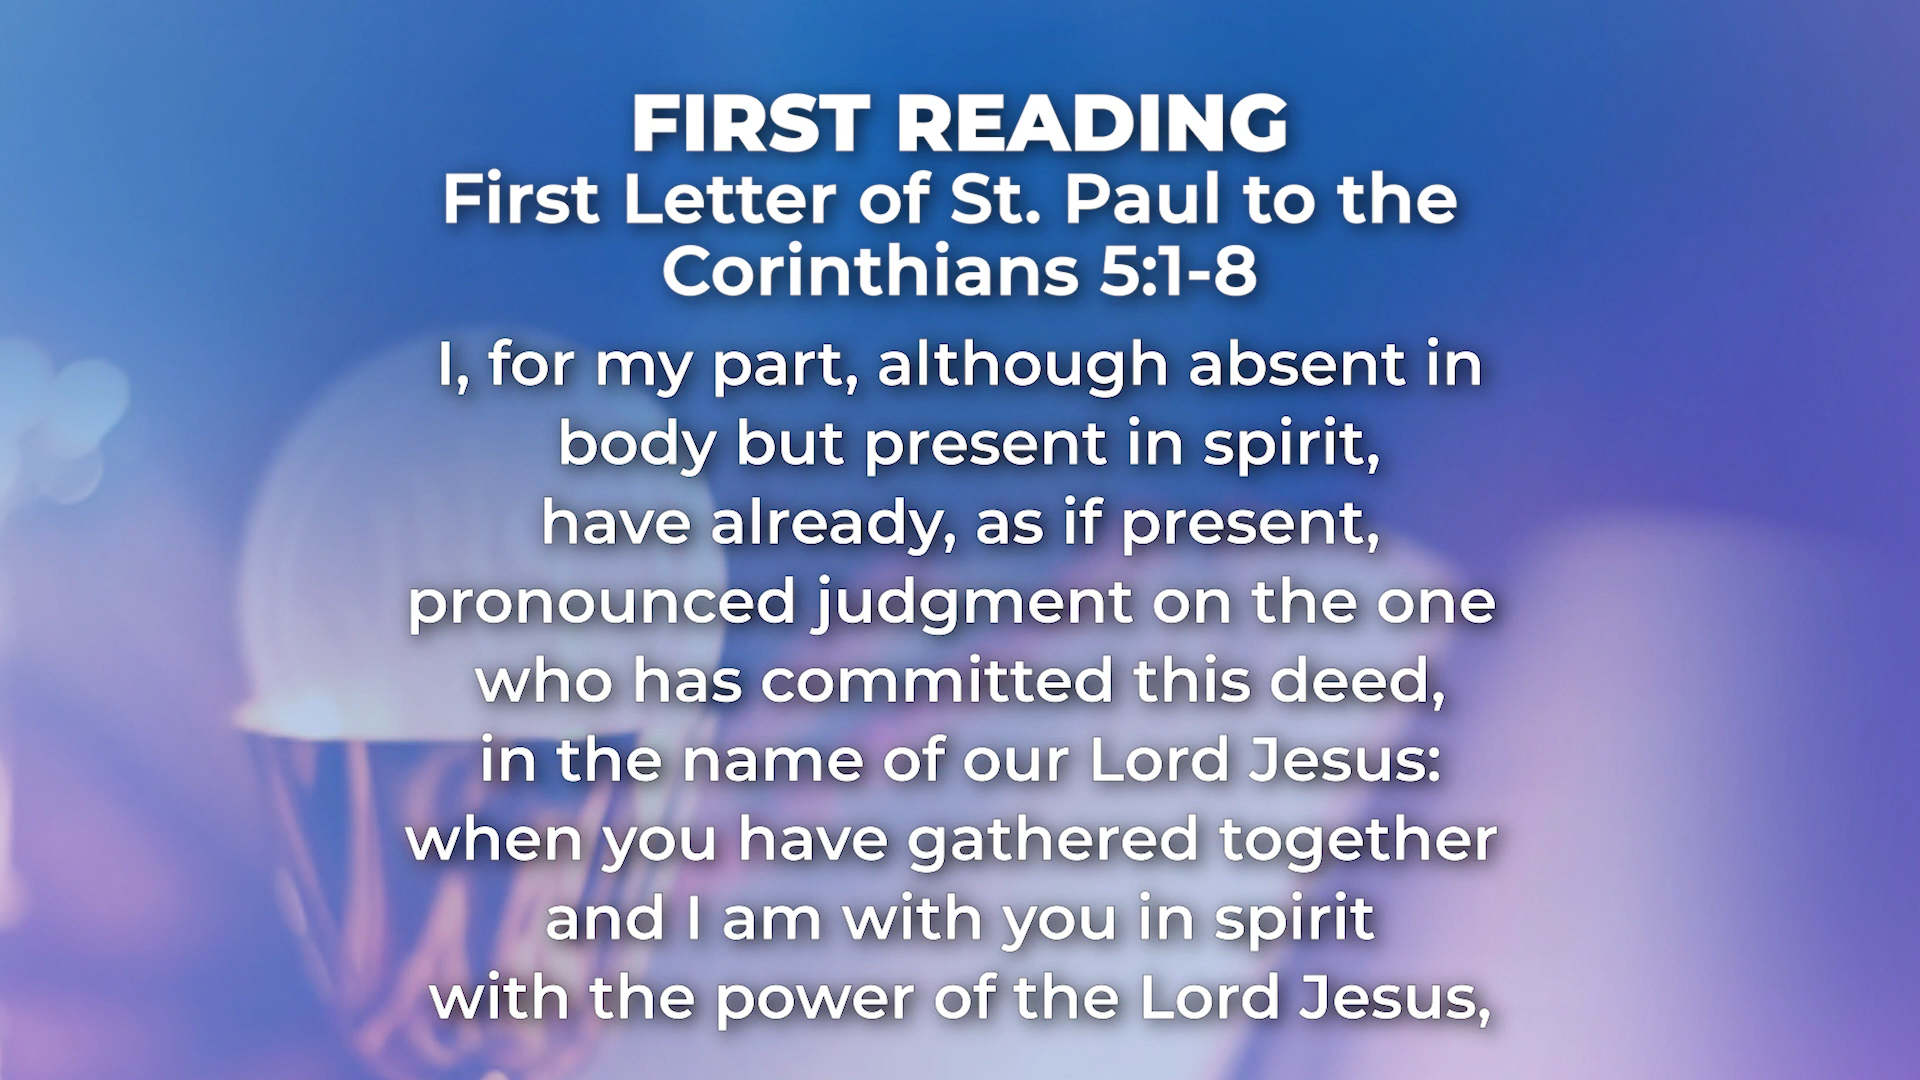 FIRST READING
First Letter of St. Paul to the
Corinthians 5:1-8
I, for my part, although absent in
body but present in spirit,
have already, as if present,
pronounced judgment on the one
who has committed this deed,
in the name of our Lord Jesus:
when you have gathered together
and I am with you in spirit
with the power of the Lord Jesus,